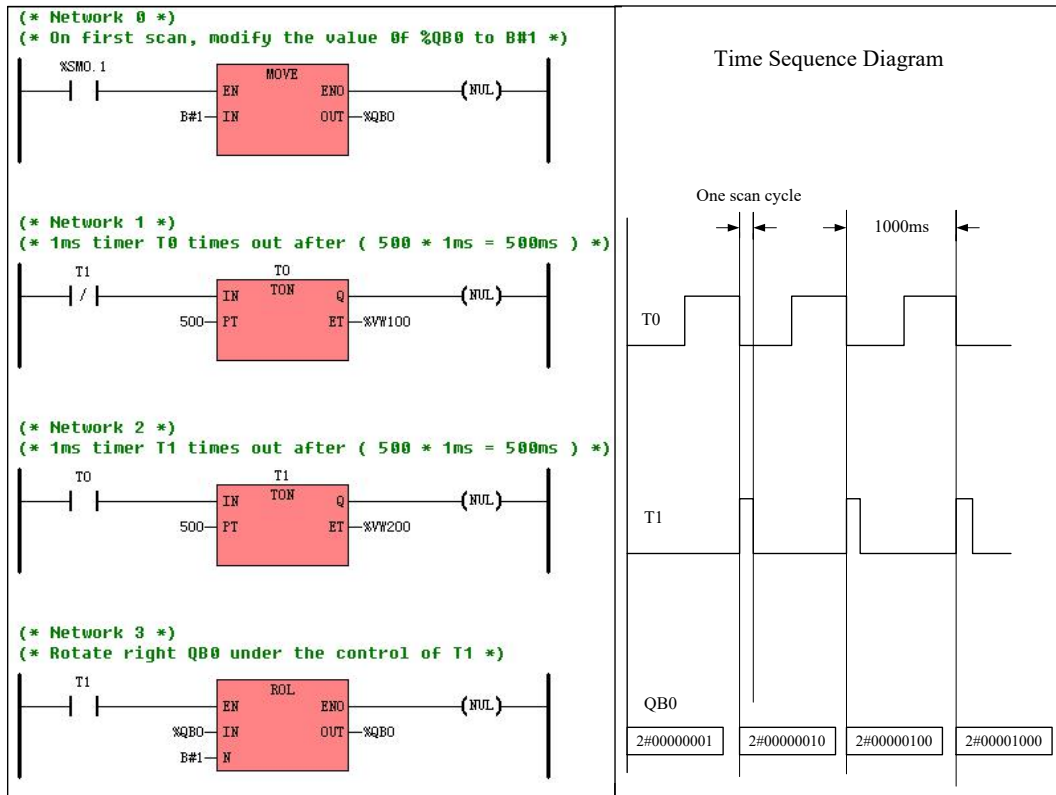 (* Network 0 *)
(* On first scan, modify the value 0f %QB0 to B#1 *)
%SM0.1
MOVE
EN ENO (NUL)
B#1 IN OUT %QB0
(* Network 1 *)
(* 1ms timer T0 times out after ( 500 * 1ms = 500ms ) *)
T1 T0
/ IN TON Q (NUL)
500 PT ET %VW100
(* Network 2 *)
(* 1ms timer T1 times out after ( 500 * 1ms = 500ms ) *)
T0 T1
IN TON Q (NUL)
500 PT ET %VW200
(* Network 3 *)
(* Rotate right QB0 under the control of T1 *)
T1
ROL
EN ENO (NUL)
%QB0 IN OUT %QB0
B#1 N
Time Sequence Diagram
One scan cycle
1000ms
T0
T1
QB0
2#00000001 2#00000010 2#00000100 2#00001000